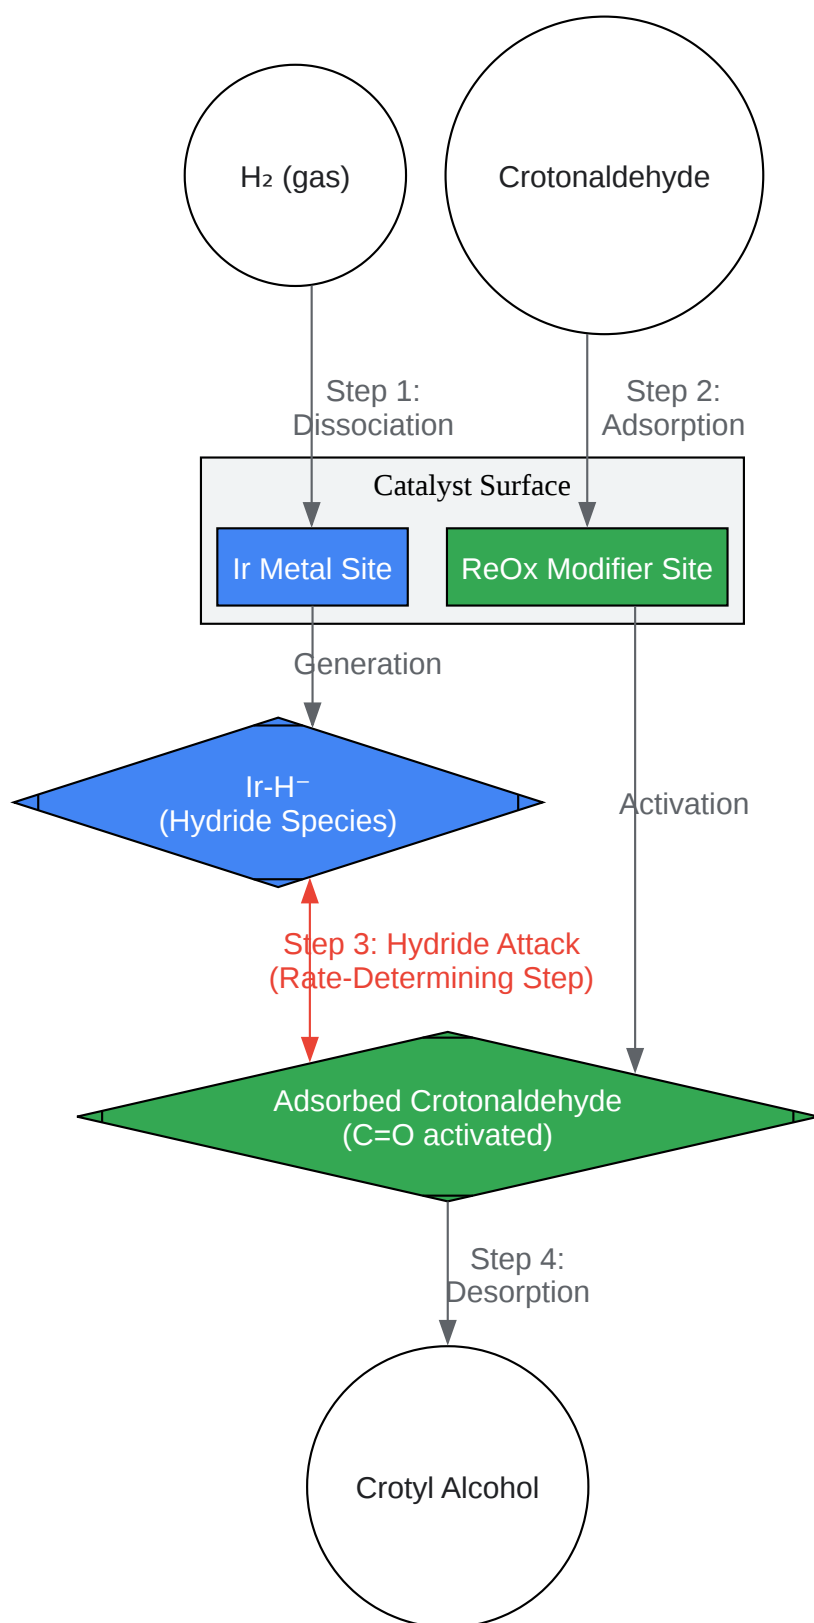 H₂ (gas)
Crotonaldehyde
Step 1:
Dissociation
Step 2:
Adsorption
Catalyst Surface
Ir Metal Site
ReOx Modifier Site
Generation
Ir-H⁻
(Hydride Species)
Activation
Step 3: Hydride Attack
(Rate-Determining Step)
Adsorbed Crotonaldehyde
(C=O activated)
Step 4:
Desorption
Crotyl Alcohol